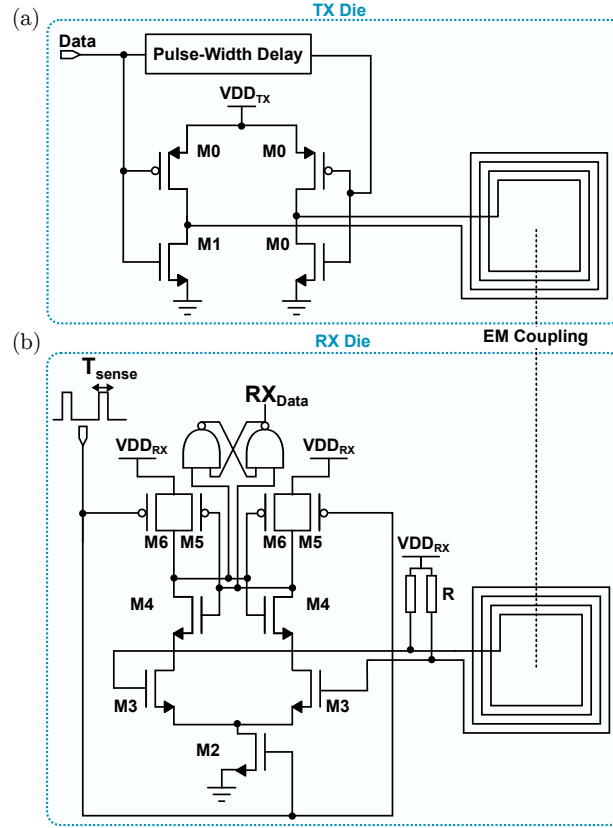 (a)
TX Die
Data
Pulse-Width Delay
VDDTX
M0 M0
M1 M0
EM Coupling
(b)
RX Die
Tsense
RXData
VDDRX VDDRX
M6 M5 M6 M5
VDDRX
R
M4 M4
M3 M3
M2